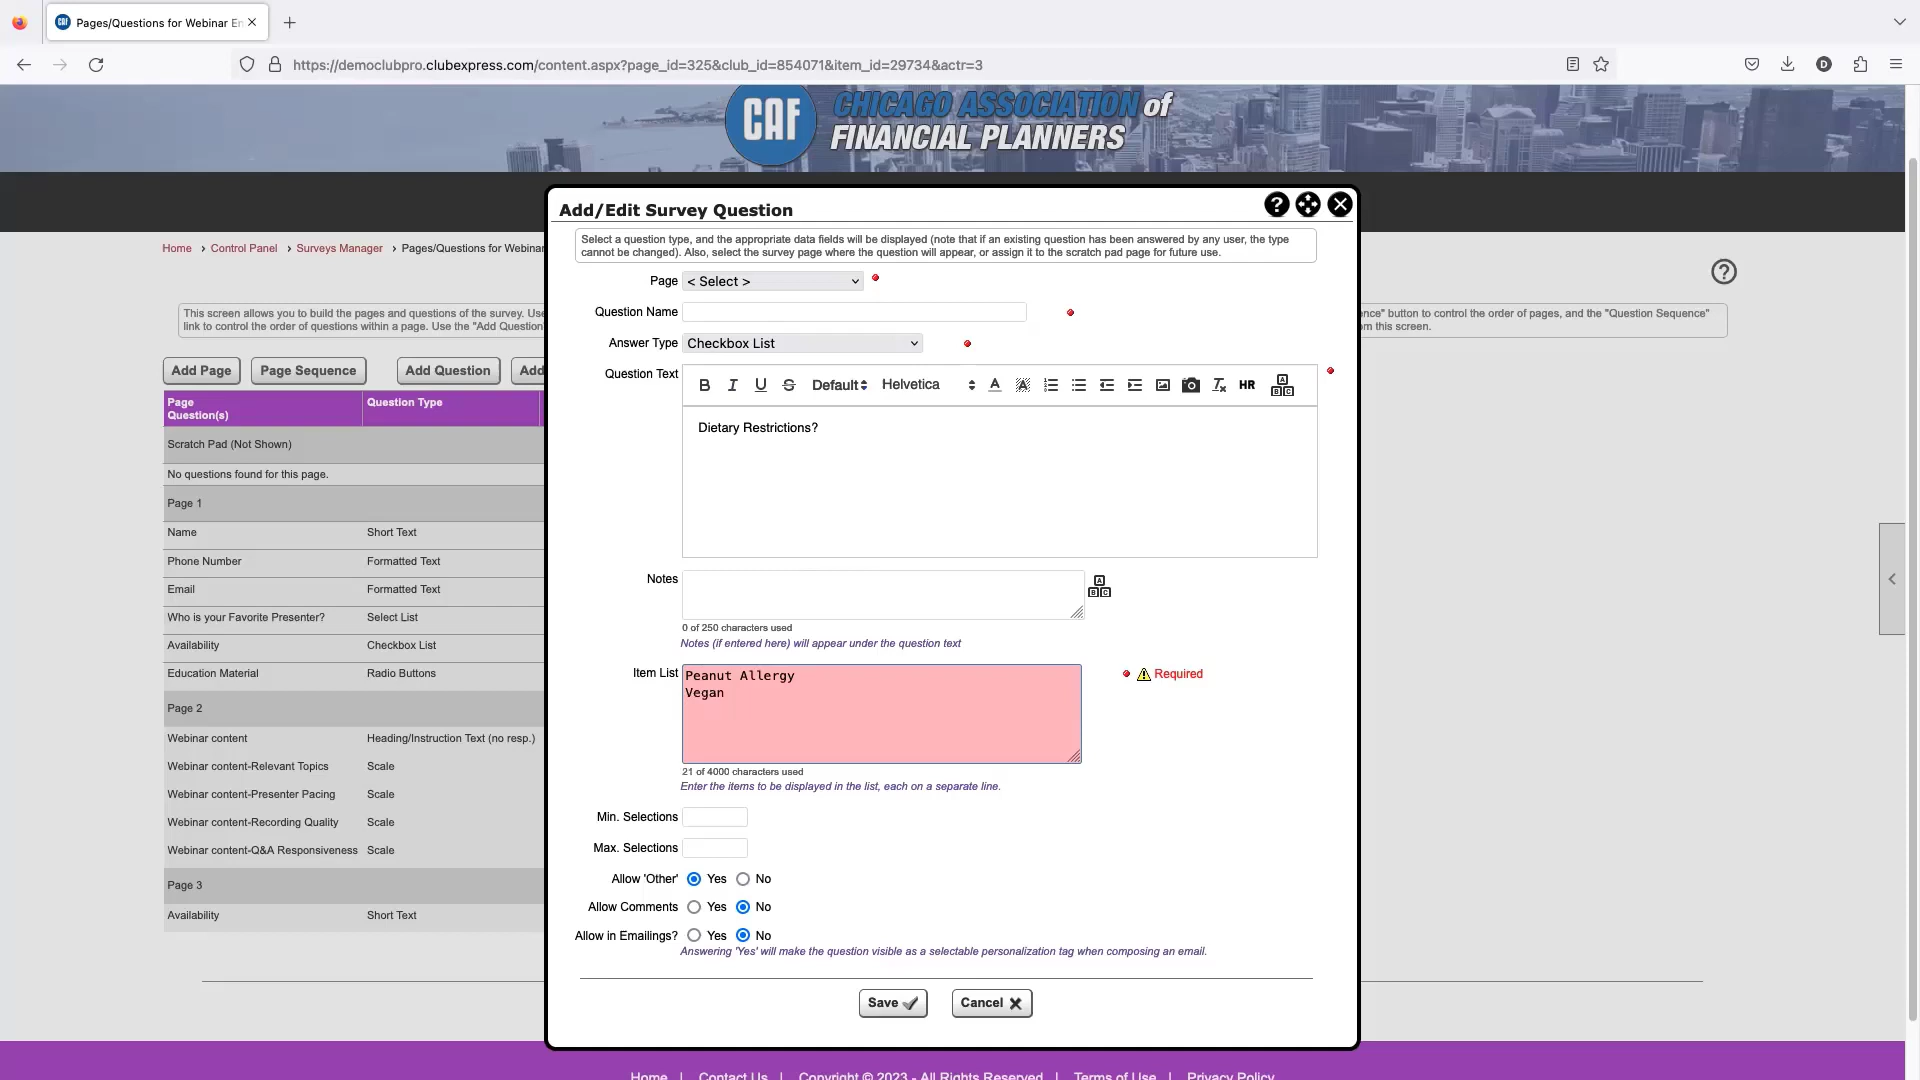 Pages/Questions for Webinar En
https://democlubpro.clubexpress.com/content.aspx?page_id=325&club_id=854071&item_id=29734&actr=3
D
CAF
CHICAGO ASSOCIATION of
FINANCIAL PLANNERS
Home > Control Panel > Surveys Manager > Pages/Questions for Webinar
This screen allows you to build the pages and questions of the survey. Use
link to control the order of questions within a page. Use the "Add Question
nce" button to control the order of pages, and the "Question Sequence"
m this screen.
Add Page
Page Sequence
Add Question
Add
Page
Question(s)
Question Type
Scratch Pad (Not Shown)
No questions found for this page.
Page 1
Name Short Text
Phone Number Formatted Text
Email Formatted Text
Who is your Favorite Presenter? Select List
Availability Checkbox List
Education Material Radio Buttons
Page 2
Webinar content Heading/Instruction Text (no resp.)
Webinar content-Relevant Topics Scale
Webinar content-Presenter Pacing Scale
Webinar content-Recording Quality Scale
Webinar content-Q&A Responsiveness Scale
Page 3
Availability Short Text
Add/Edit Survey Question
Select a question type, and the appropriate data fields will be displayed (note that if an existing question has been answered by any user, the type
cannot be changed). Also, select the survey page where the question will appear, or assign it to the scratch pad page for future use.
Page < Select >
Question Name
Answer Type Checkbox List
Question Text
B I U S Default Helvetica A A HR
Dietary Restrictions?
Notes
0 of 250 characters used
Notes (if entered here) will appear under the question text
Item List
Peanut Allergy
Vegan
Required
21 of 4000 characters used
Enter the items to be displayed in the list, each on a separate line.
Min. Selections
Max. Selections
Allow 'Other' Yes No
Allow Comments Yes No
Allow in Emailings? Yes No
Answering 'Yes' will make the question visible as a selectable personalization tag when composing an email.
Save
Cancel
Home | Contact Us | Copyright © 2023 - All Rights Reserved | Terms of Use | Privacy Policy